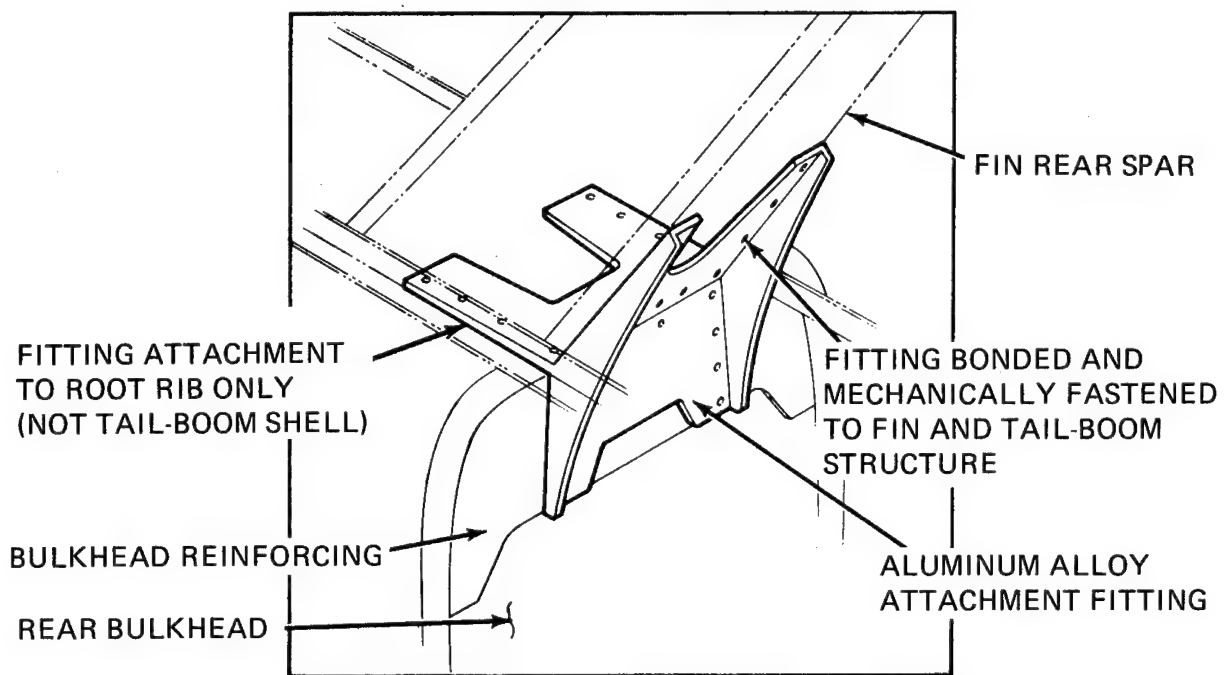 FIN REAR SPAR
FITTING ATTACHMENT
TO ROOT RIB ONLY
(NOT TAIL-BOOM SHELL)
FITTING BONDED AND
MECHANICALLY FASTENED
TO FIN AND TAIL-BOOM
STRUCTURE
BULKHEAD REINFORCING
ALUMINUM ALLOY
ATTACHMENT FITTING
REAR BULKHEAD